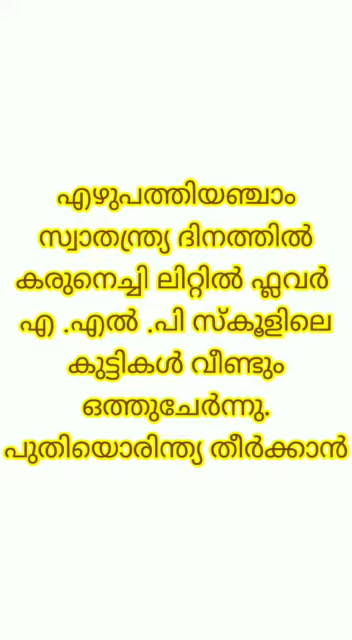 എഴുപത്തിയഞ്ചാം
സ്വാതന്ത്ര്യ ദിനത്തിൽ
കരുനെച്ചി ലിറ്റിൽ ഫ്ലവർ
എ .എൽ .പി സ്കൂളിലെ
കുട്ടികൾ വീണ്ടും
ഒത്തുചേർന്നു.
പുതിയൊരിന്ത്യ തീർക്കാൻ